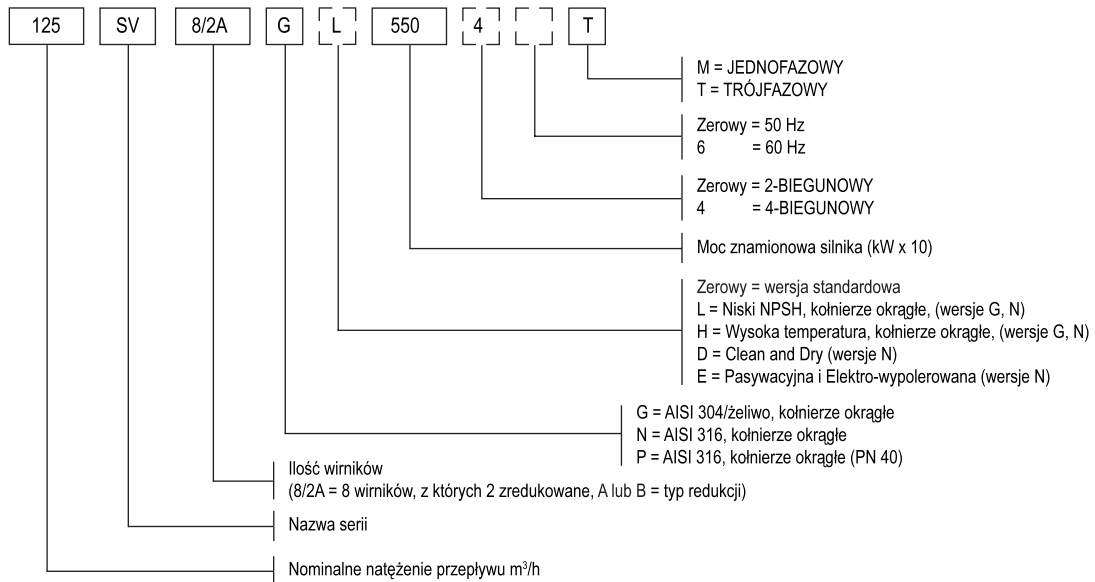 125 SV 8/2A G L 550 4 T
M = JEDNOFAZOWY
T = TRÓJFAZOWY
Zerowy = 50 Hz
6 = 60 Hz
Zerowy = 2-BIEGUNOWY
4 = 4-BIEGUNOWY
Moc znamionowa silnika (kW x 10)
Zerowy = wersja standardowa
L = Niski NPSH, kołnierze okrągłe, (wersje G, N)
H = Wysoka temperatura, kołnierze okrągłe, (wersje G, N)
D = Clean and Dry (wersje N)
E = Pasywacyjna i Elektro-wypolerowana (wersje N)
G = AISI 304/żeliwo, kołnierze okrągłe
N = AISI 316, kołnierze okrągłe
P = AISI 316, kołnierze okrągłe (PN 40)
Ilość wirników
(8/2A = 8 wirników, z których 2 zredukowane, A lub B = typ redukcji)
Nazwa serii
Nominalne natężenie przepływu m³/h